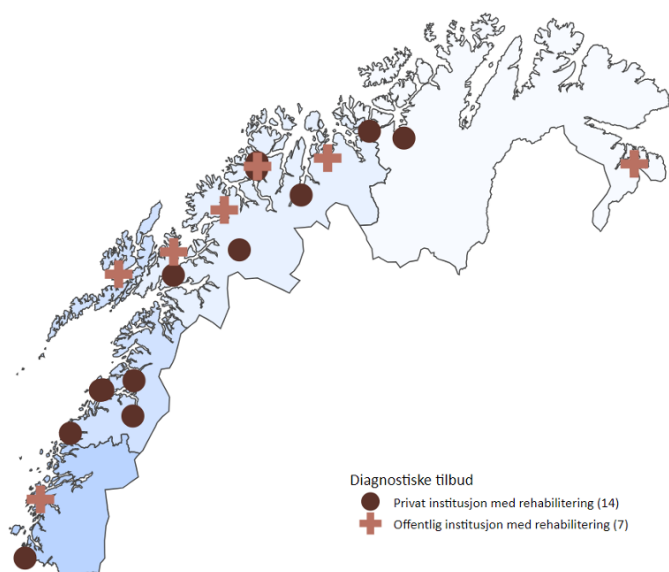 Diagnostiske tilbud
Privat institusjon med rehabilitering (14)
Offentlig institusjon med rehabilitering (7)